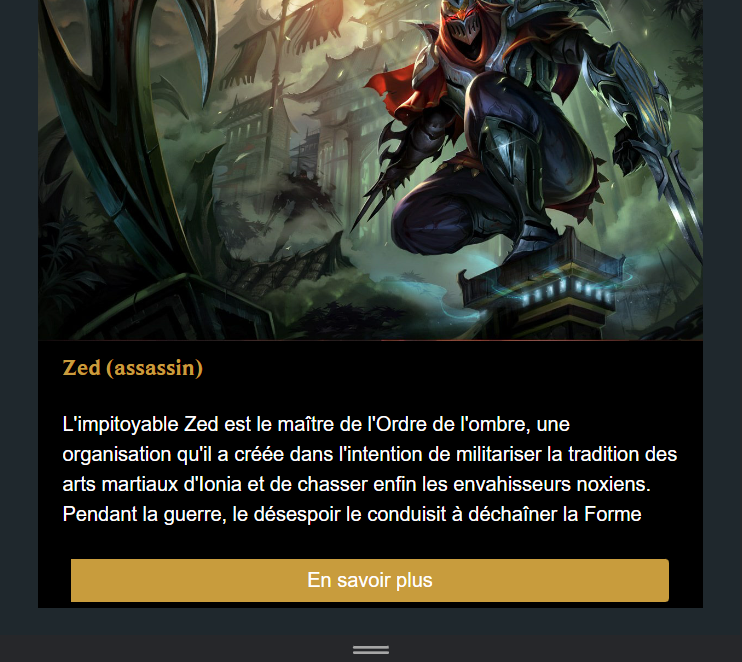 Zed (assassin)
L'impitoyable Zed est le maître de l'Ordre de l'ombre, une
organisation qu'il a créée dans l'intention de militariser la tradition des
arts martiaux d'Ionia et de chasser enfin les envahisseurs noxiens.
Pendant la guerre, le désespoir le conduisit à déchaîner la Forme
En savoir plus